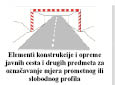 Elementi konstrukcije i opreme
javnih cesta i drugih predmeta za
označavanje mjera prometnog ili
slobodnog profila